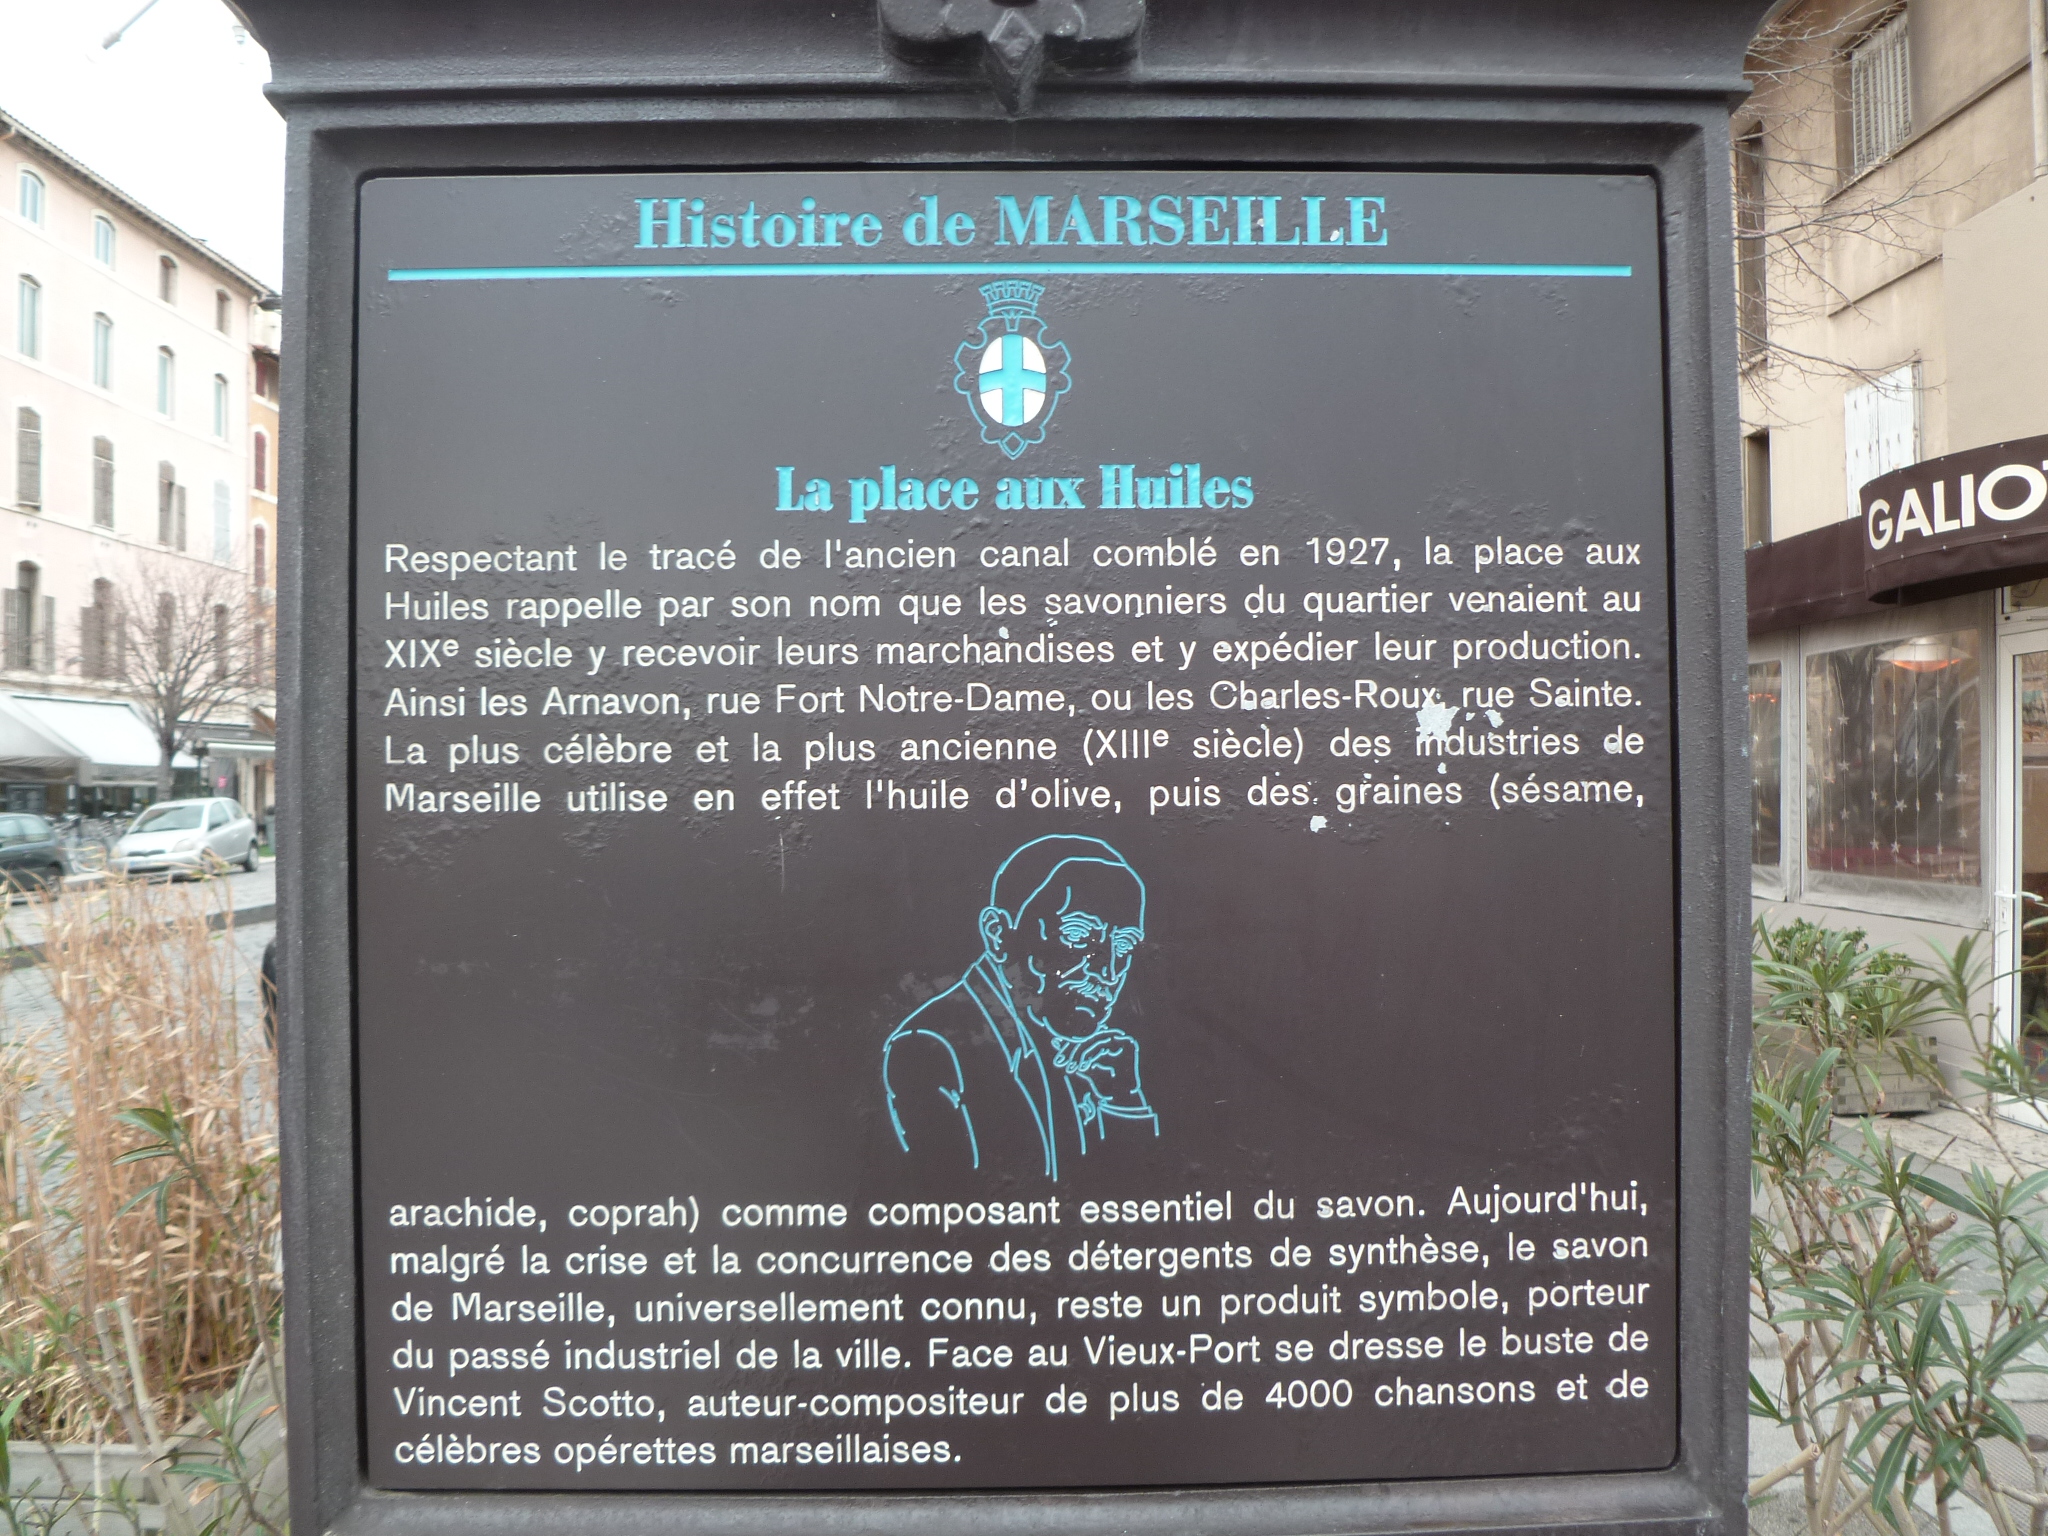 Histoire de MARSEILLE
La place aux Huiles
Respectant le tracé de l'ancien canal comblé en 1927, la place aux
Huiles rappelle par son nom que les savonniers du quartier venaient au
XIXe siècle y recevoir leurs marchandises et y expédier leur production.
Ainsi les Arnavon, rue Fort Notre-Dame, ou les Charles-Roux, rue Sainte.
La plus célèbre et la plus ancienne (XIIIe siècle) des industries de
Marseille utilise en effet l'huile d'olive, puis des graines (sésame,
arachide, coprah) comme composant essentiel du savon. Aujourd'hui,
malgré la crise et la concurrence des détergents de synthèse, le savon
de Marseille, universellement connu, reste un produit symbole, porteur
du passé industriel de la ville. Face au Vieux-Port se dresse le buste de
Vincent Scotto, auteur-compositeur de plus de 4000 chansons et de
célèbres opérettes marseillaises.